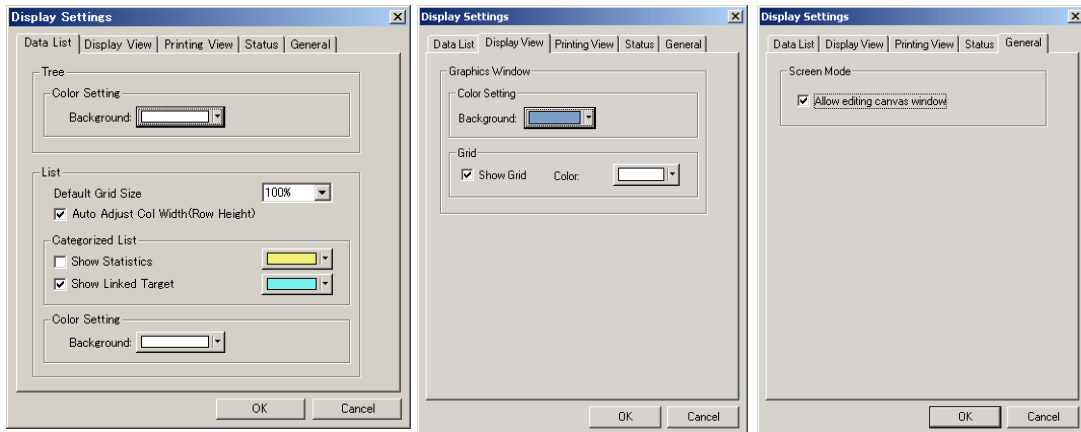 Display Settings
Data List Display View Printing View Status General
Tree
Color Setting
Background:
List
Default Grid Size 100%
Auto Adjust Col Width(Row Height)
Categorized List
Show Statistics
Show Linked Target
Color Setting
Background:
OK Cancel
Display Settings
Data List Display View Printing View Status General
Graphics Window
Color Setting
Background:
Grid
Show Grid Color:
OK Cancel
Display Settings
Data List Display View Printing View Status General
Screen Mode
Allow editing canvas window
OK Cancel